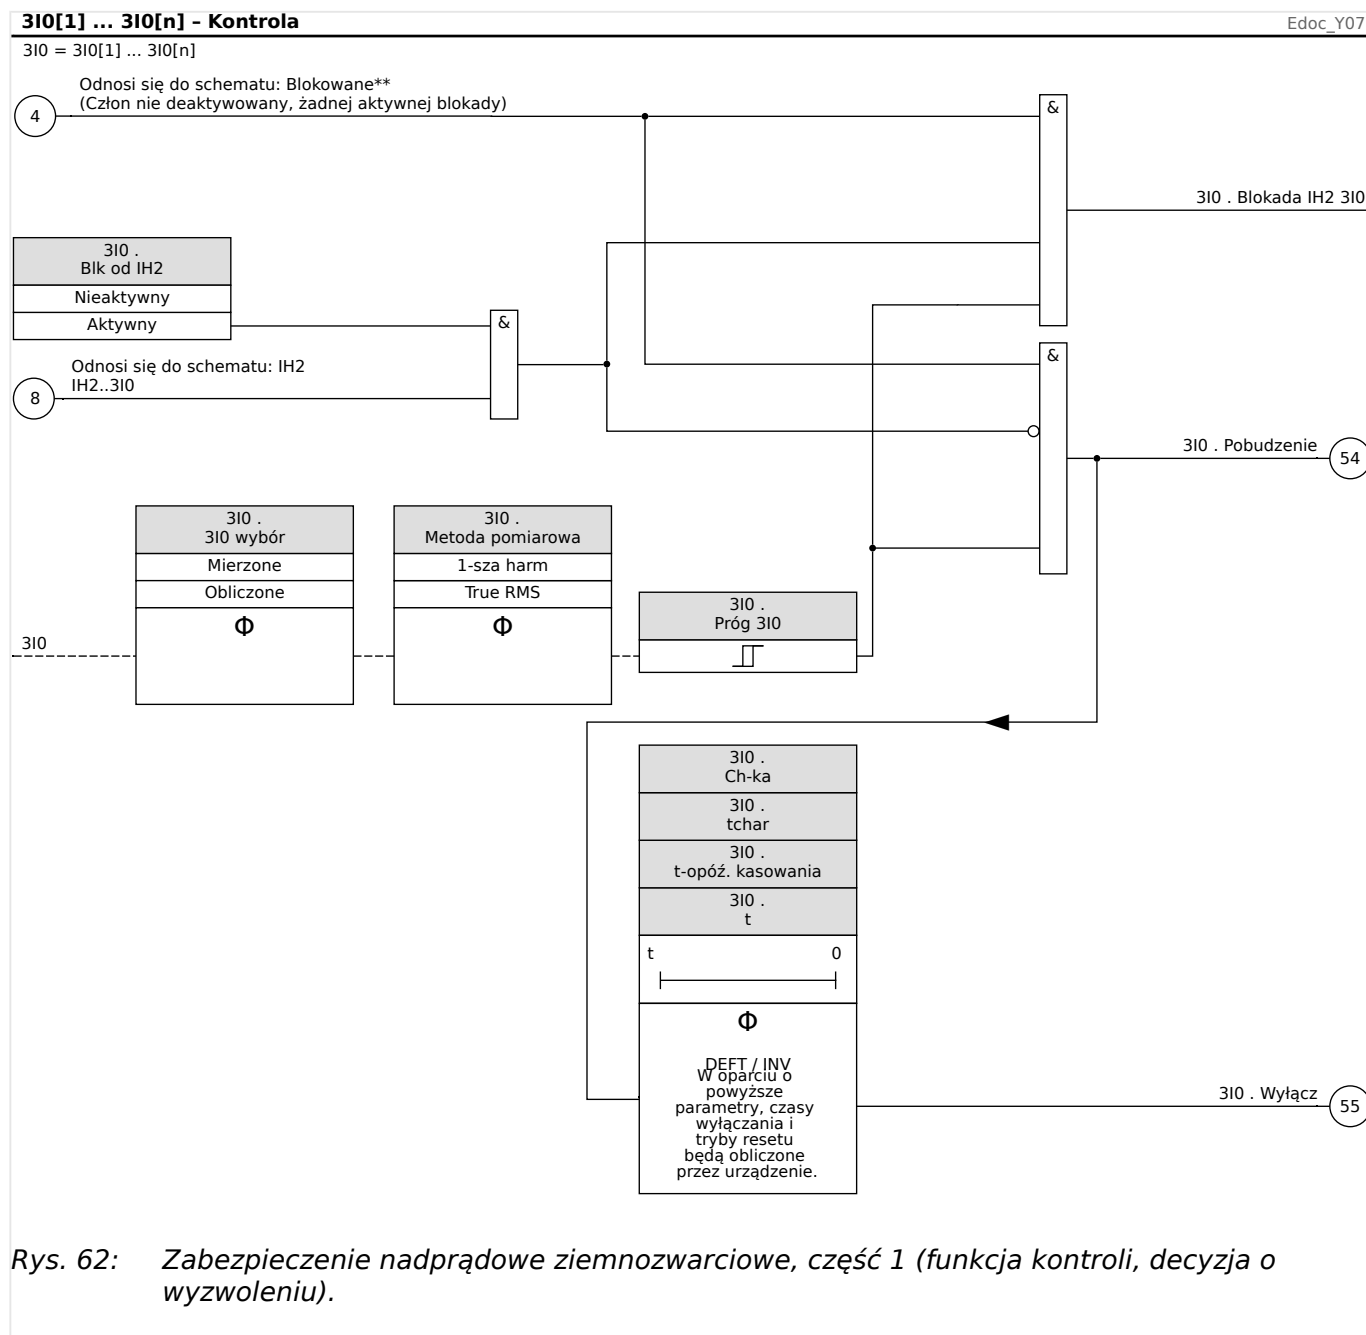 3I0[1] ... 3I0[n] – Kontrola
Edoc_Y07
3I0 = 3I0[1] ... 3I0[n]
Odnosi się do schematu: Blokowane**
(Człon nie deaktywowany, żadnej aktywnej blokady)
4
&
3I0 . Blokada IH2 3I0
3I0 .
Blk od IH2
Nieaktywny
Aktywny
&
&
Odnosi się do schematu: IH2
IH2..3I0
8
3I0 . Pobudzenie
54
3I0 .
3I0 wybór
Mierzone
Obliczone
Φ
3I0 .
Metoda pomiarowa
1-sza harm
True RMS
Φ
3I0 .
Próg 3I0
3I0
3I0 .
Ch-ka
3I0 .
tchar
3I0 .
t-opóź. kasowania
3I0 .
t
t 0
Φ
DEFT / INV
W oparciu o
powyższe
parametry, czasy
wyłączania i
tryby resetu
będą obliczone
przez urządzenie.
3I0 . Wyłącz
55
Rys. 62: Zabezpieczenie nadprądowe ziemnozwarciowe, część 1 (funkcja kontroli, decyzja o
wyzwoleniu).